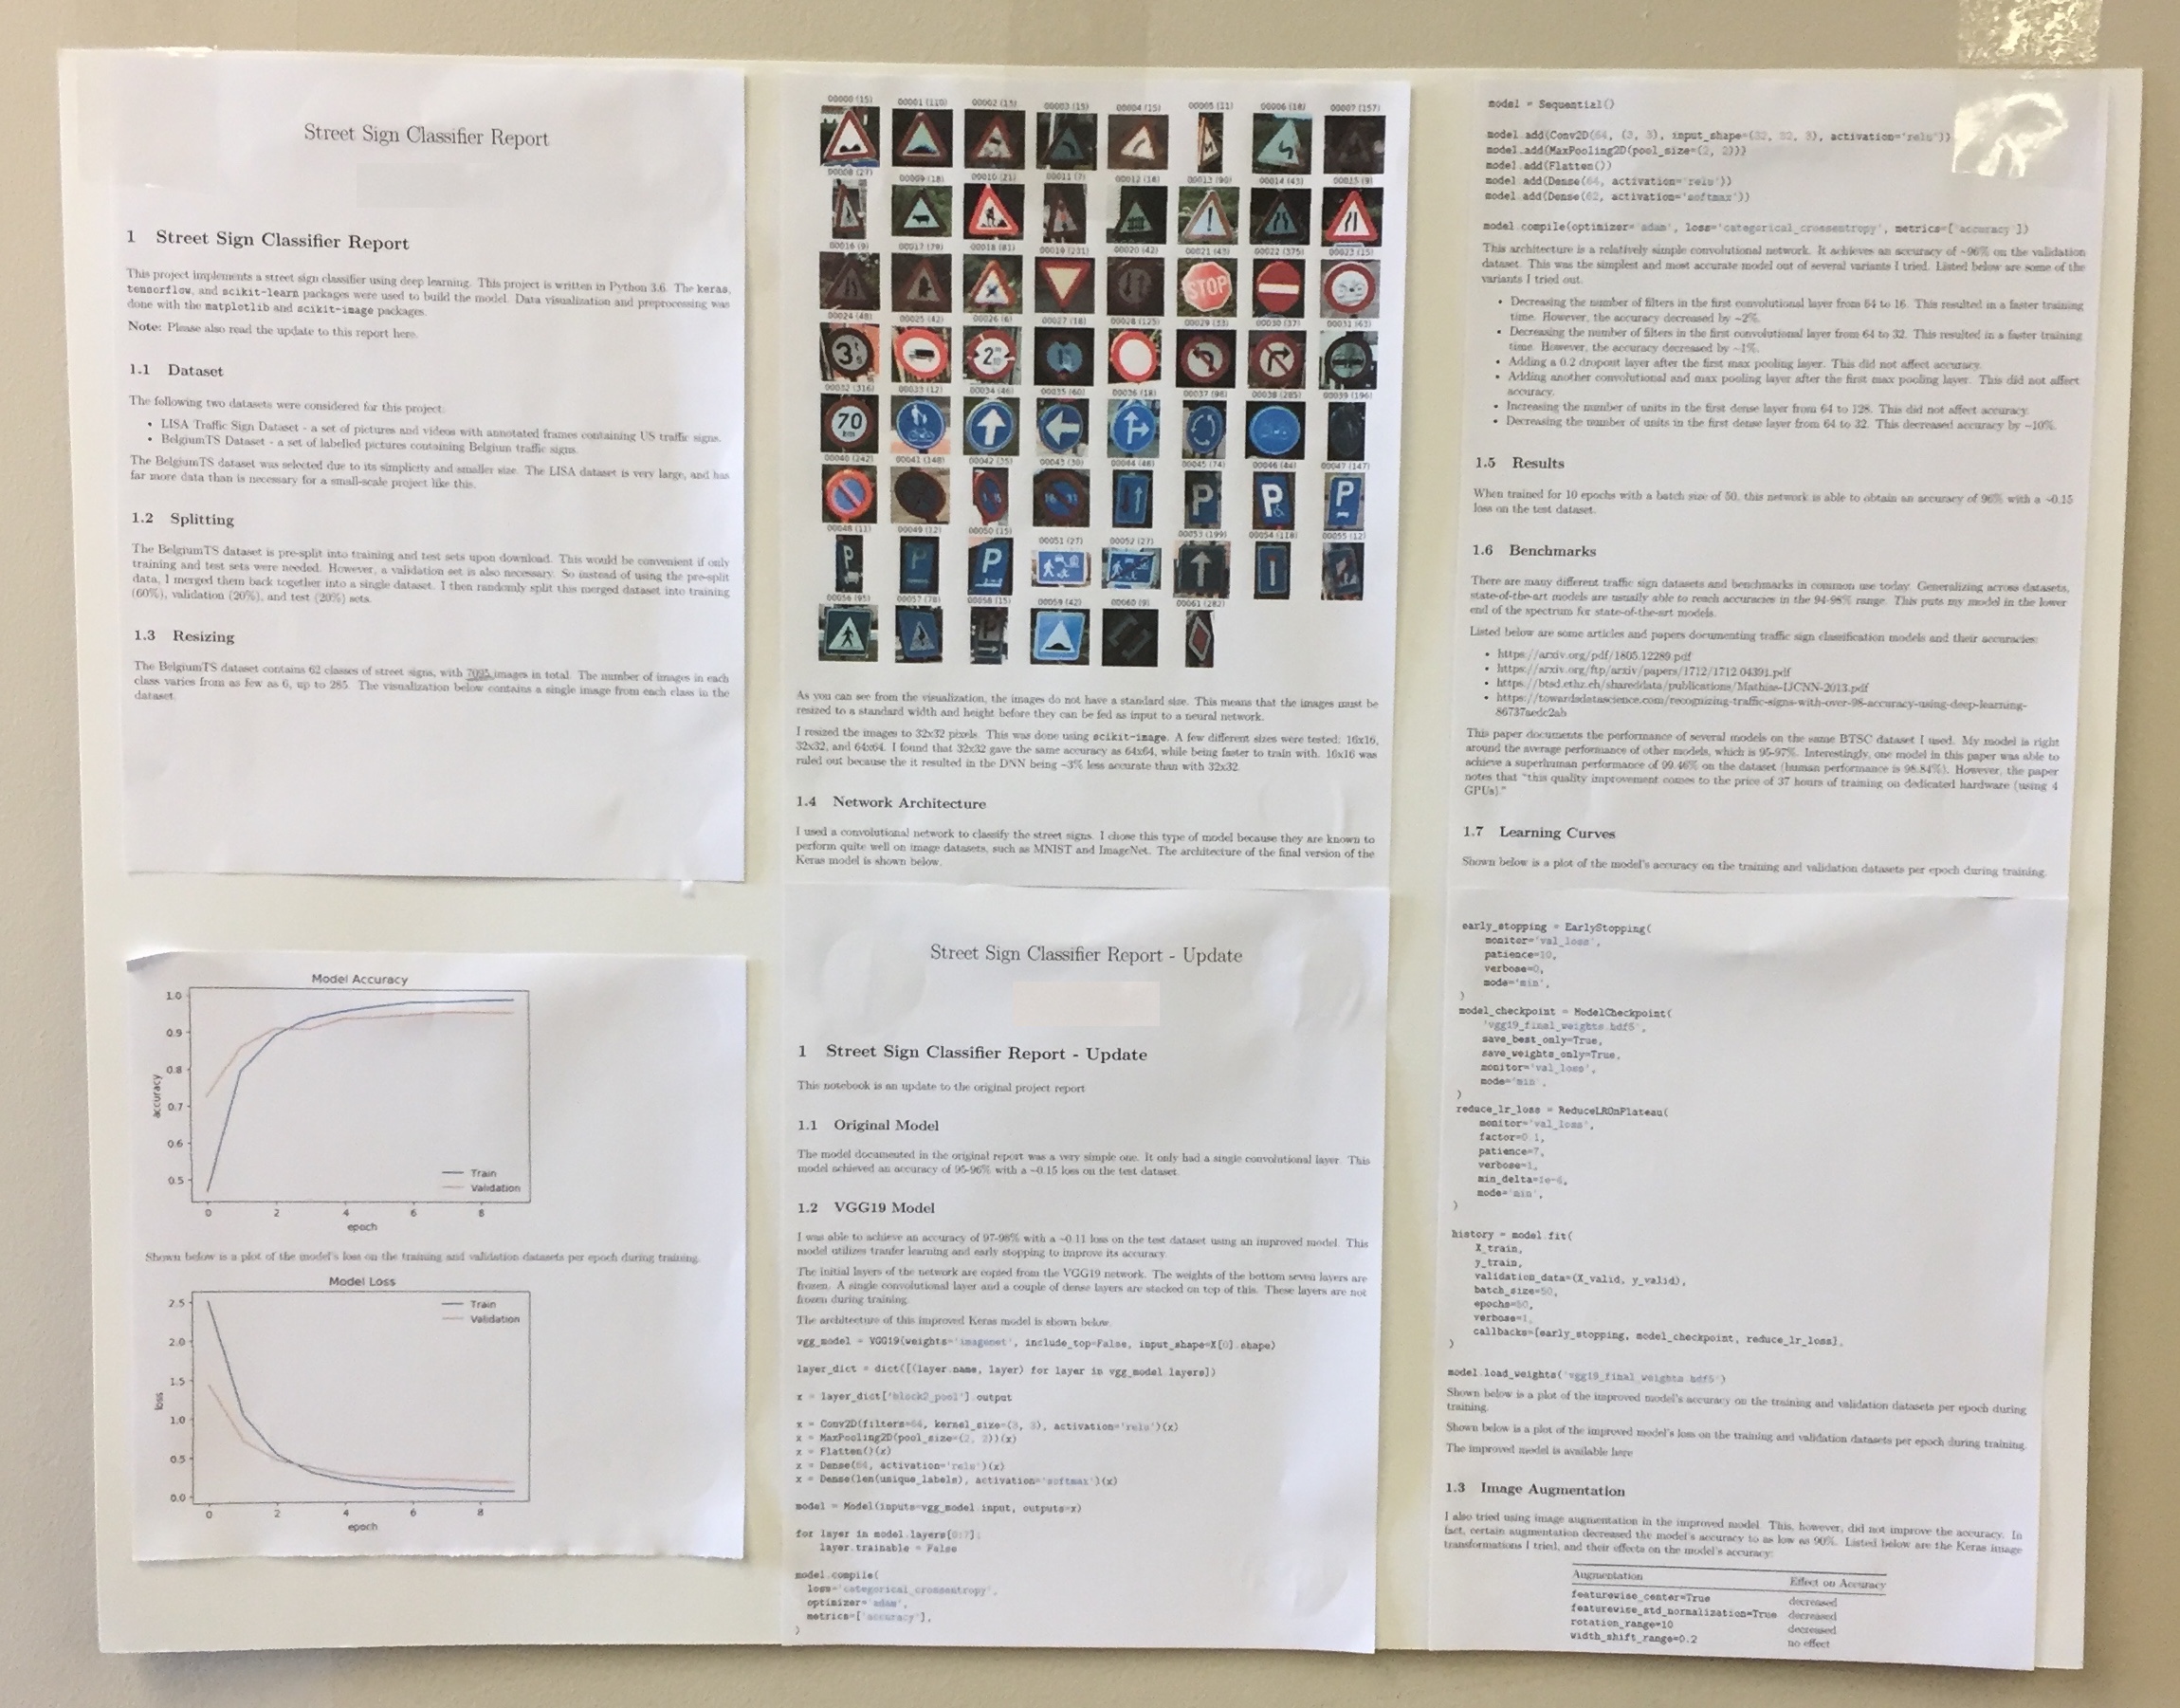 Street Sign Classifier Report
1 Street Sign Classifier Report
This project implements a street sign classifier using deep learning. This project is written in Python 3.6. The keras,
tensorflow, and scikit-learn packages were used to build the model. Data visualization and preprocessing was
done with the matplotlib and scikit-image packages.
Note: Please also read the update to this report here.
1.1 Dataset
The following two datasets were considered for this project:
• LISA Traffic Sign Dataset - a set of pictures and videos with annotated frames containing US traffic signs.
• BelgiumTS Dataset - a set of labelled pictures containing Belgium traffic signs.
The BelgiumTS dataset was selected due to its simplicity and smaller size. The LISA dataset is very large, and has
far more data than is necessary for a small-scale project like this.
1.2 Splitting
The BelgiumTS dataset is pre-split into training and test sets upon download. This would be convenient if only
training and test sets were needed. However, a validation set is also necessary. So instead of using the pre-split
data, I merged them back together into a single dataset. I then randomly split this merged dataset into training
(60%), validation (20%), and test (20%) sets.
1.3 Resizing
The BelgiumTS dataset contains 62 classes of street signs, with 7095 images in total. The number of images in each
class varies from as few as 6, up to 285. The visualization below contains a single image from each class in the
dataset.
00000 (15) 00001 (110) 00002 (13) 00003 (15) 00004 (15) 00005 (11) 00006 (18) 00007 (157)
00008 (27) 00009 (18) 00010 (21) 00011 (7) 00012 (18) 00013 (90) 00014 (43) 00015 (9)
00016 (9) 00017 (79) 00018 (81) 00019 (231) 00020 (42) 00021 (43) 00022 (375) 00023 (15)
STOP
00024 (48) 00025 (42) 00026 (6) 00027 (18) 00028 (125) 00029 (33) 00030 (37) 00031 (63)
00032 (316) 00033 (12) 00034 (46) 00035 (60) 00036 (18) 00037 (98) 00038 (285) 00039 (196)
70
00040 (242) 00041 (148) 00042 (35) 00043 (30) 00044 (48) 00045 (74) 00046 (44) 00047 (147)
P P P
00048 (11) 00049 (12) 00050 (15) 00051 (27) 00052 (27) 00053 (199) 00054 (118) 00055 (12)
P P P
00056 (95) 00057 (78) 00058 (15) 00059 (42) 00060 (9) 00061 (282)
As you can see from the visualization, the images do not have a standard size. This means that the images must be
resized to a standard width and height before they can be fed as input to a neural network.
I resized the images to 32x32 pixels. This was done using scikit-image. A few different sizes were tested: 16x16,
32x32, and 64x64. I found that 32x32 gave the same accuracy as 64x64, while being faster to train with. 16x16 was
ruled out because the it resulted in the DNN being ~3% less accurate than with 32x32.
1.4 Network Architecture
I used a convolutional network to classify the street signs. I chose this type of model because they are known to
perform quite well on image datasets, such as MNIST and ImageNet. The architecture of the final version of the
Keras model is shown below.
model = Sequential()
model.add(Conv2D(64, (3, 3), input_shape=(32, 32, 3), activation='relu'))
model.add(MaxPooling2D(pool_size=(2, 2)))
model.add(Flatten())
model.add(Dense(64, activation='relu'))
model.add(Dense(62, activation='softmax'))
model.compile(optimizer='adam', loss='categorical_crossentropy', metrics=['accuracy'])
This architecture is a relatively simple convolutional network. It achieves an accuracy of ~96% on the validation
dataset. This was the simplest and most accurate model out of several variants I tried. Listed below are some of the
variants I tried out.
• Decreasing the number of filters in the first convolutional layer from 64 to 16. This resulted in a faster training
time. However, the accuracy decreased by ~2%.
• Decreasing the number of filters in the first convolutional layer from 64 to 32. This resulted in a faster training
time. However, the accuracy decreased by ~1%.
• Adding a 0.2 dropout layer after the first max pooling layer. This did not affect accuracy.
• Adding another convolutional and max pooling layer after the first max pooling layer. This did not affect
accuracy.
• Increasing the number of units in the first dense layer from 64 to 128. This did not affect accuracy.
• Decreasing the number of units in the first dense layer from 64 to 32. This decreased accuracy by ~10%.
1.5 Results
When trained for 10 epochs with a batch size of 50, this network is able to obtain an accuracy of 96% with a ~0.15
loss on the test dataset.
1.6 Benchmarks
There are many different traffic sign datasets and benchmarks in common use today. Generalizing across datasets,
state-of-the-art models are usually able to reach accuracies in the 94-98% range. This puts my model in the lower
end of the spectrum for state-of-the-art models.
Listed below are some articles and papers documenting traffic sign classification models and their accuracies:
• https://arxiv.org/pdf/1805.12289.pdf
• https://arxiv.org/ftp/arxiv/papers/1712/1712.04391.pdf
• https://btsd.ethz.ch/shareddata/publications/Mathias-IJCNN-2013.pdf
• https://towardsdatascience.com/recognizing-traffic-signs-with-over-98-accuracy-using-deep-learning-
86737aedc2ab
This paper documents the performance of several models on the same BTSC dataset I used. My model is right
around the average performance of other models, which is 95-97%. Interestingly, one model in this paper was able to
achieve a superhuman performance of 99.46% on the dataset (human performance is 98.84%). However, the paper
notes that "this quality improvement comes to the price of 37 hours of training on dedicated hardware (using 4
GPUs)."
1.7 Learning Curves
Shown below is a plot of the model's accuracy on the training and validation datasets per epoch during training.
Model Accuracy
1.0
0.9
0.8
0.7
0.6
0.5
accuracy
Train
Validation
0 2 4 6 8
epoch
Shown below is a plot of the model's loss on the training and validation datasets per epoch during training.
Model Loss
2.5
2.0
1.5
1.0
0.5
0.0
loss
Train
Validation
0 2 4 6 8
epoch
Street Sign Classifier Report - Update
1 Street Sign Classifier Report - Update
This notebook is an update to the original project report
1.1 Original Model
The model documented in the original report was a very simple one. It only had a single convolutional layer. This
model achieved an accuracy of 95-96% with a ~0.15 loss on the test dataset.
1.2 VGG19 Model
I was able to achieve an accuracy of 97-98% with a ~0.11 loss on the test dataset using an improved model. This
model utilizes tranfer learning and early stopping to improve its accuracy.
The initial layers of the network are copied from the VGG19 network. The weights of the bottom seven layers are
frozen. A single convolutional layer and a couple of dense layers are stacked on top of this. These layers are not
frozen during training.
The architecture of this improved Keras model is shown below.
vgg_model = VGG19(weights='imagenet', include_top=False, input_shape=X[0].shape)
layer_dict = dict([(layer.name, layer) for layer in vgg_model.layers])
x = layer_dict['block2_pool'].output
x = Conv2D(filters=64, kernel_size=(3, 3), activation='relu')(x)
x = MaxPooling2D(pool_size=(2, 2))(x)
x = Flatten()(x)
x = Dense(64, activation='relu')(x)
x = Dense(len(unique_labels), activation='softmax')(x)
model = Model(inputs=vgg_model.input, outputs=x)
for layer in model.layers[0:7]:
layer.trainable = False
model.compile(
loss='categorical_crossentropy',
optimizer='adam',
metrics=['accuracy'],
)
early_stopping = EarlyStopping(
monitor='val_loss',
patience=10,
verbose=0,
mode='min',
)
model_checkpoint = ModelCheckpoint(
'vgg19_final_weights.hdf5',
save_best_only=True,
save_weights_only=True,
monitor='val_loss',
mode='min',
)
reduce_lr_loss = ReduceLROnPlateau(
monitor='val_loss',
factor=0.1,
patience=7,
verbose=1,
min_delta=1e-4,
mode='min',
)
history = model.fit(
X_train,
y_train,
validation_data=(X_valid, y_valid),
batch_size=50,
epochs=50,
verbose=1,
callbacks=[early_stopping, model_checkpoint, reduce_lr_loss],
)
model.load_weights('vgg19_final_weights.hdf5')
Shown below is a plot of the improved model's accuracy on the training and validation datasets per epoch during
training.
Shown below is a plot of the improved model's loss on the training and validation datasets per epoch during training.
The improved model is available here
1.3 Image Augmentation
I also tried using image augmentation in the improved model. This, however, did not improve the accuracy. In
fact, certain augmentation decreased the model's accuracy to as low as 90%. Listed below are the Keras image
transformations I tried, and their effects on the model's accuracy:
Augmentation Effect on Accuracy
featurewise_center=True decreased
featurewise_std_normalization=True decreased
rotation_range=10 decreased
width_shift_range=0.2 no effect